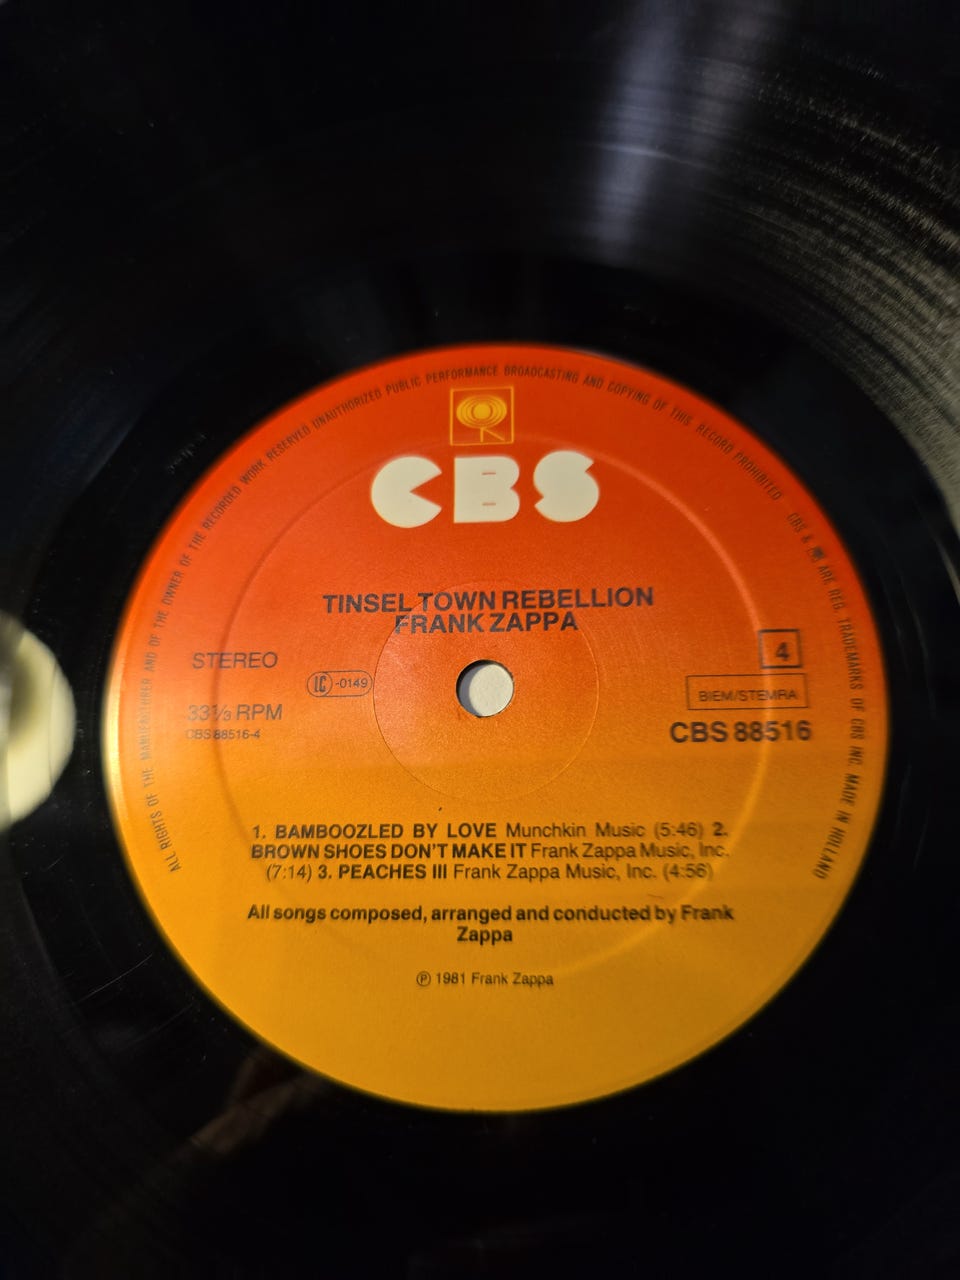 ALL RIGHTS OF THE MANUFACTURER AND OF THE OWNER OF THE RECORDED WORK RESERVED UNAUTHORIZED PUBLIC PERFORMANCE BROADCASTING AND COPYING OF THIS RECORD PROHIBITED CBS & ARE REG. TRADEMARKS OF CBS INC. MADE IN HOLLAND
CBS
TINSEL TOWN REBELLION
FRANK ZAPPA
STEREO
4
LC -0149
BIEM/STEMRA
33⅓ RPM
CBS 88516
CBS 88516-4
1. BAMBOOZLED BY LOVE Munchkin Music (5:46) 2.
BROWN SHOES DON'T MAKE IT Frank Zappa Music, Inc.
(7:14) 3. PEACHES III Frank Zappa Music, Inc. (4:56)
All songs composed, arranged and conducted by Frank
Zappa
℗ 1981 Frank Zappa